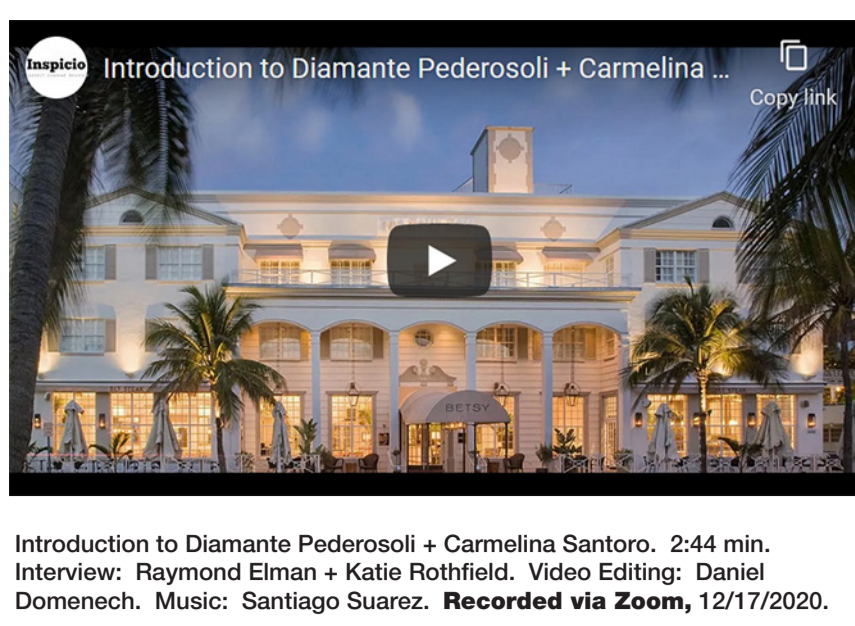 Inspicio
Introduction to Diamante Pederosoli + Carmelina ...
Copy link
BETSY
Introduction to Diamante Pederosoli + Carmelina Santoro. 2:44 min.
Interview: Raymond Elman + Katie Rothfield. Video Editing: Daniel
Domenech. Music: Santiago Suarez. Recorded via Zoom, 12/17/2020.